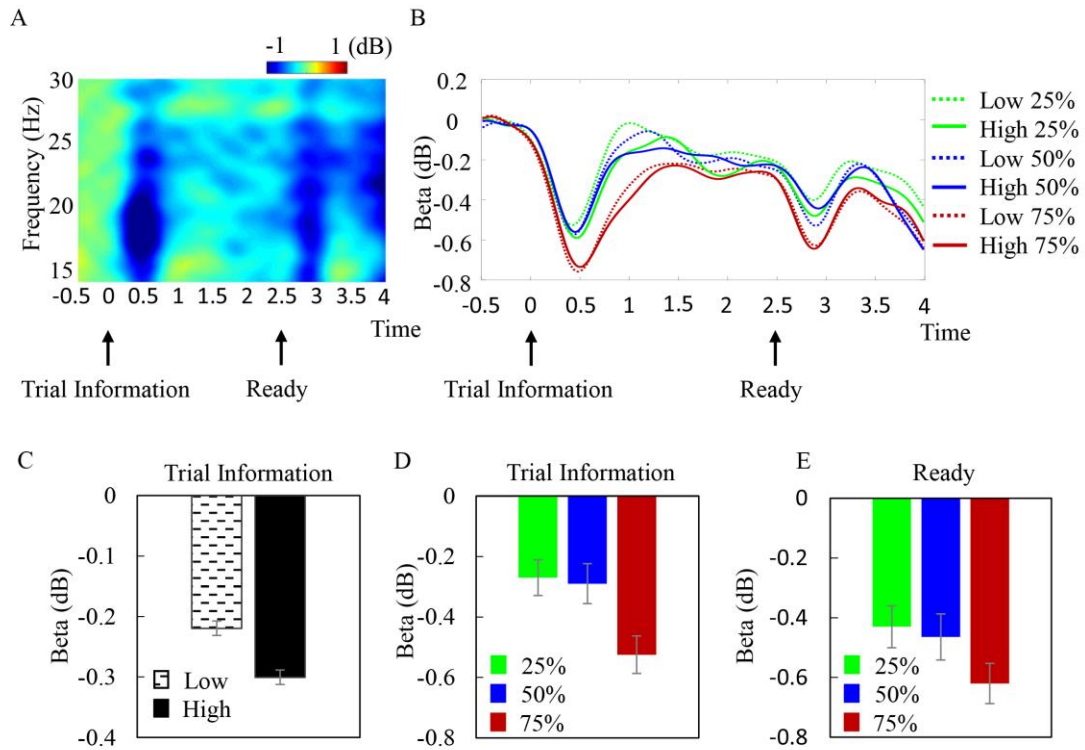 A
-1 1 (dB)
30
25
20
15
Frequency (Hz)
-0.5 0 0.5 1 1.5 2 2.5 3 3.5 4
Time
Trial Information Ready
B
0.2
0
-0.2
-0.4
-0.6
-0.8
Beta (dB)
-0.5 0 0.5 1 1.5 2 2.5 3 3.5 4
Time
Trial Information Ready
Low 25%
High 25%
Low 50%
High 50%
Low 75%
High 75%
C
Trial Information
0
-0.1
-0.2
-0.3
-0.4
Beta (dB)
Low
High
D
Trial Information
0
-0.2
-0.4
-0.6
-0.8
Beta (dB)
25%
50%
75%
E
Ready
0
-0.2
-0.4
-0.6
-0.8
Beta (dB)
25%
50%
75%